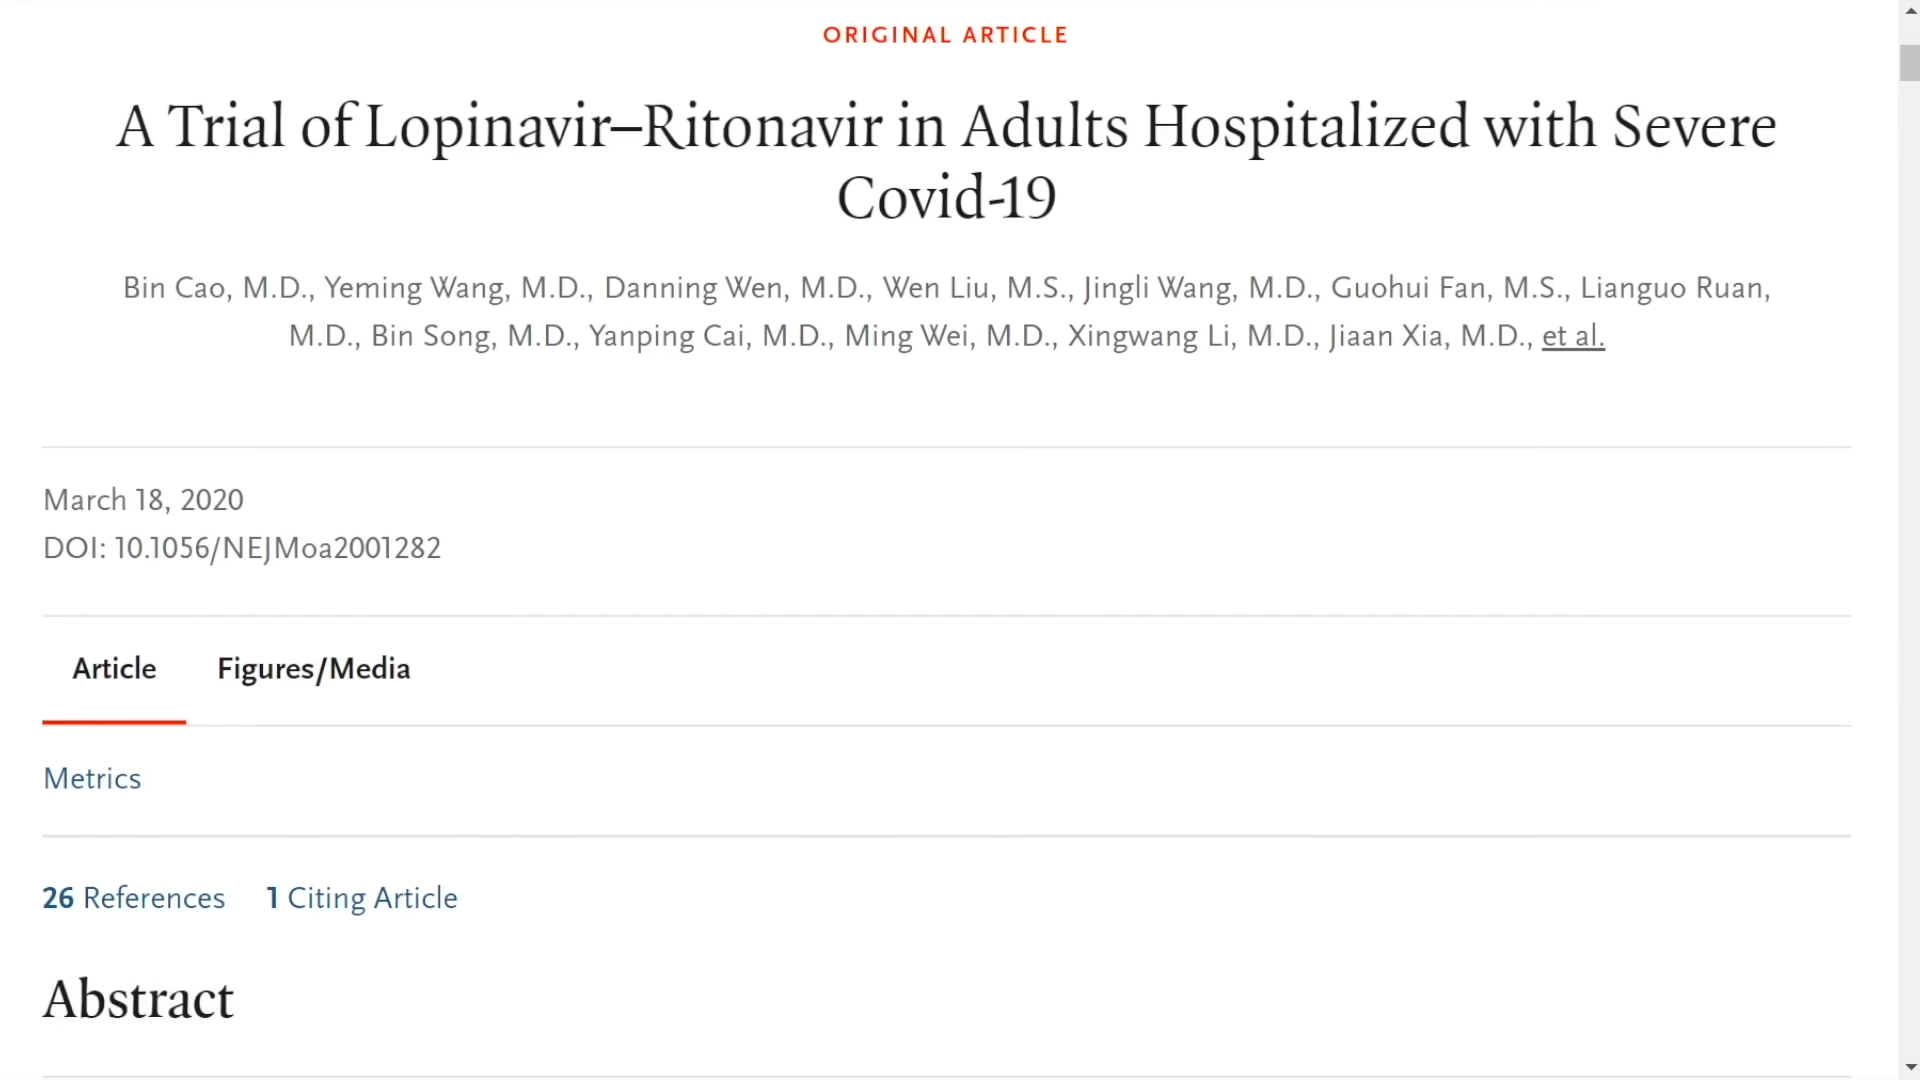 ORIGINAL ARTICLE
A Trial of Lopinavir–Ritonavir in Adults Hospitalized with Severe
Covid-19
Bin Cao, M.D., Yeming Wang, M.D., Danning Wen, M.D., Wen Liu, M.S., Jingli Wang, M.D., Guohui Fan, M.S., Lianguo Ruan,
M.D., Bin Song, M.D., Yanping Cai, M.D., Ming Wei, M.D., Xingwang Li, M.D., Jiaan Xia, M.D., et al.
March 18, 2020
DOI: 10.1056/NEJMoa2001282
Article Figures/Media
Metrics
26 References 1 Citing Article
Abstract